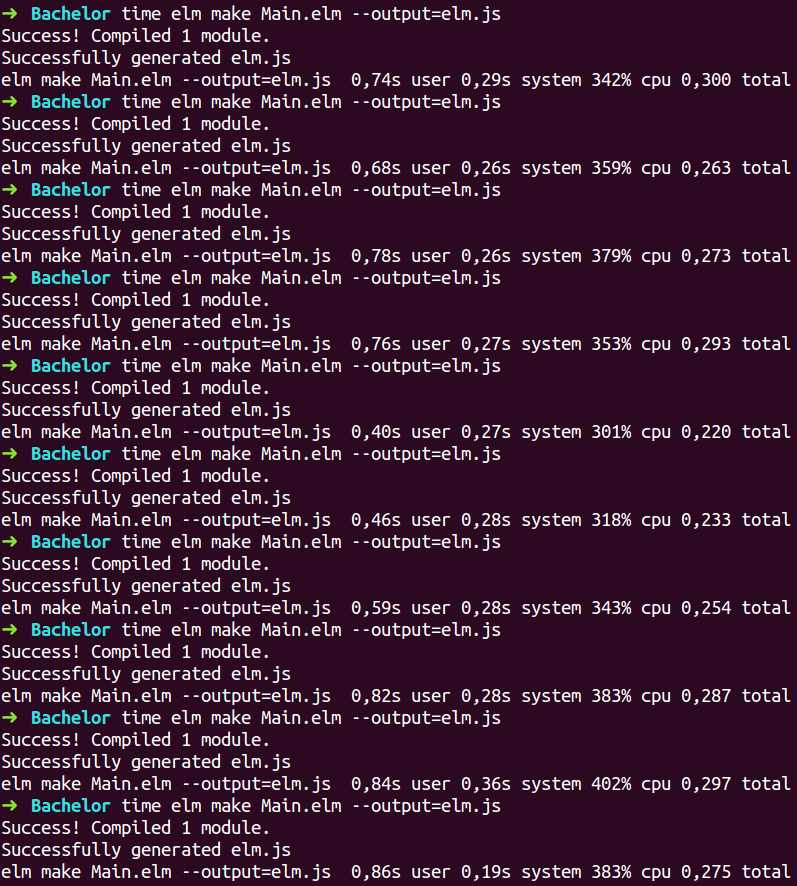 ➜ Bachelor time elm make Main.elm --output=elm.js
Success! Compiled 1 module.
Successfully generated elm.js
elm make Main.elm --output=elm.js 0,74s user 0,29s system 342% cpu 0,300 total
➜ Bachelor time elm make Main.elm --output=elm.js
Success! Compiled 1 module.
Successfully generated elm.js
elm make Main.elm --output=elm.js 0,68s user 0,26s system 359% cpu 0,263 total
➜ Bachelor time elm make Main.elm --output=elm.js
Success! Compiled 1 module.
Successfully generated elm.js
elm make Main.elm --output=elm.js 0,78s user 0,26s system 379% cpu 0,273 total
➜ Bachelor time elm make Main.elm --output=elm.js
Success! Compiled 1 module.
Successfully generated elm.js
elm make Main.elm --output=elm.js 0,76s user 0,27s system 353% cpu 0,293 total
➜ Bachelor time elm make Main.elm --output=elm.js
Success! Compiled 1 module.
Successfully generated elm.js
elm make Main.elm --output=elm.js 0,40s user 0,27s system 301% cpu 0,220 total
➜ Bachelor time elm make Main.elm --output=elm.js
Success! Compiled 1 module.
Successfully generated elm.js
elm make Main.elm --output=elm.js 0,46s user 0,28s system 318% cpu 0,233 total
➜ Bachelor time elm make Main.elm --output=elm.js
Success! Compiled 1 module.
Successfully generated elm.js
elm make Main.elm --output=elm.js 0,59s user 0,28s system 343% cpu 0,254 total
➜ Bachelor time elm make Main.elm --output=elm.js
Success! Compiled 1 module.
Successfully generated elm.js
elm make Main.elm --output=elm.js 0,82s user 0,28s system 383% cpu 0,287 total
➜ Bachelor time elm make Main.elm --output=elm.js
Success! Compiled 1 module.
Successfully generated elm.js
elm make Main.elm --output=elm.js 0,84s user 0,36s system 402% cpu 0,297 total
➜ Bachelor time elm make Main.elm --output=elm.js
Success! Compiled 1 module.
Successfully generated elm.js
elm make Main.elm --output=elm.js 0,86s user 0,19s system 383% cpu 0,275 total